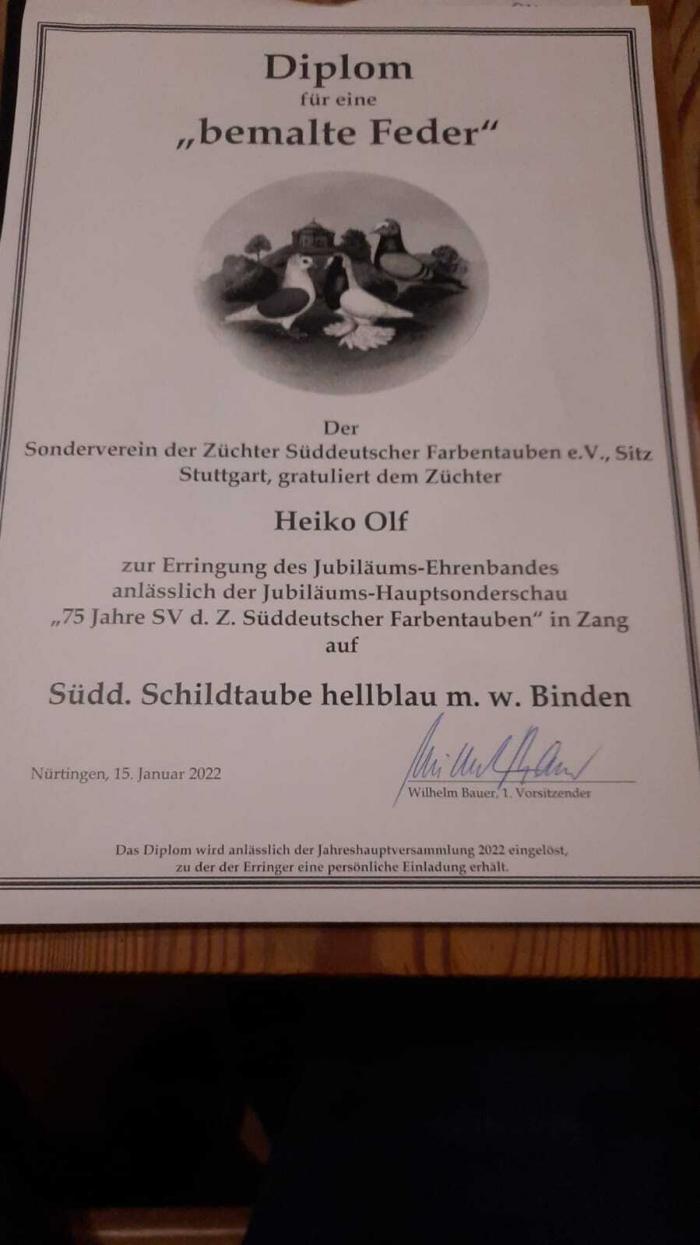 Diplom
für eine
„bemalte Feder“
Der
Sonderverein der Züchter Süddeutscher Farbentauben e.V., Sitz
Stuttgart, gratuliert dem Züchter
Heiko Olf
zur Erringung des Jubiläums-Ehrenbandes
anlässlich der Jubiläums-Hauptsonderschau
„75 Jahre SV d. Z. Süddeutscher Farbentauben“ in Zang
auf
Südd. Schildtaube hellblau m. w. Binden
Nürtingen, 15. Januar 2022
Wilhelm Bauer, 1. Vorsitzender
Das Diplom wird anlässlich der Jahreshauptversammlung 2022 eingelöst,
zu der der Erringer eine persönliche Einladung erhält.